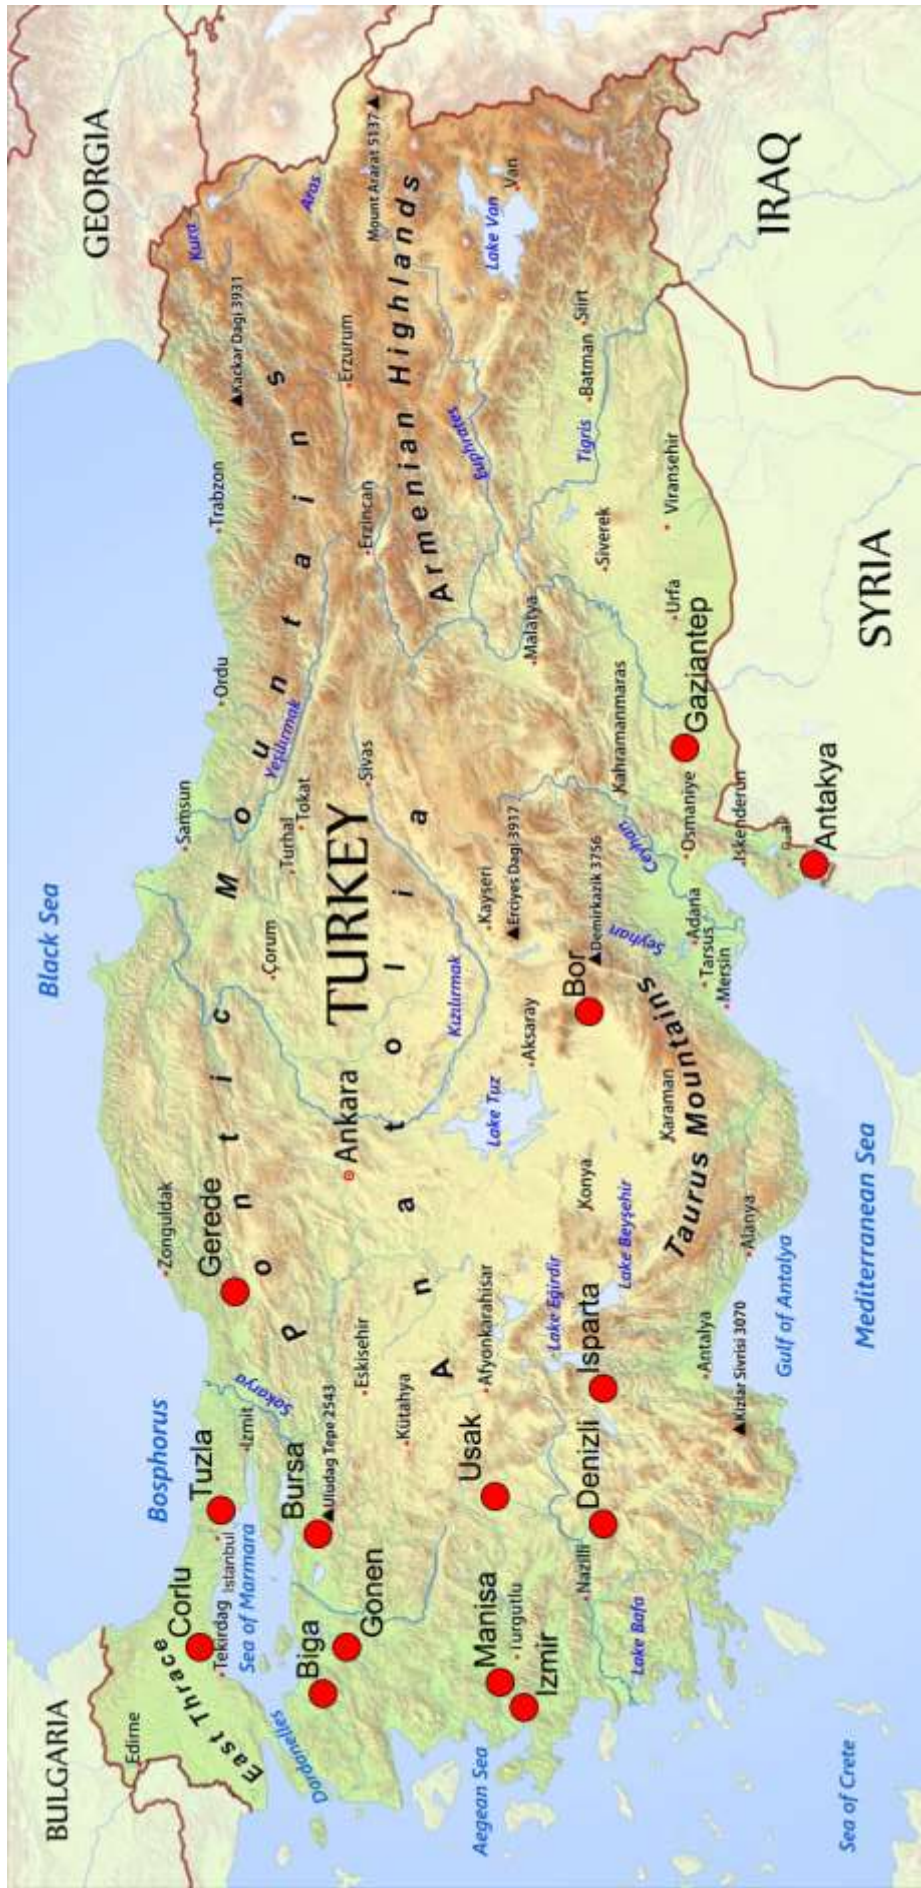 BULGARIA
Black Sea
GEORGIA
Edirne
East Thrace
Corlu
Tekirdag
Istanbul
Tuzla
Bosphorus
Sea of Marmara
Izmit
Sakarya
Zonguldak
Gerede
Pontic Mountains
Samsun
Ordu
Trabzon
Kackar Dagi 3931
Kura
Aras
Çorum
Turhal
Tokat
Yeşilırmak
Dardanelles
Biga
Gonen
Bursa
Uludag Tepe 2543
Eskisehir
Ankara
TURKEY
Sivas
Erzincan
Erzurum
Mount Ararat 5137
Armenian Highlands
Kütahya
Anatolia
Kızılırmak
Euphrates
Aegean Sea
Manisa
Turgutlu
Izmir
Usak
Afyonkarahisar
Lake Tuz
Aksaray
Kayseri
Erciyes Dagi 3917
Malatya
Lake Van
Van
Lake Eğirdir
Nazilli
Denizli
Isparta
Konya
Bor
Demirkazik 3756
Lake Bafa
Lake Beyşehir
Karaman
Taurus Mountains
Seyhan
Ceyhan
Kahramanmaras
Siverek
Tigris
Batman
Siirt
Viransehir
Urfa
Gaziantep
Osmaniye
Adana
Tarsus
Mersin
Iskenderun
Antakya
Antalya
Alanya
Kizlar Sivrisi 3070
Gulf of Antalya
Mediterranean Sea
Sea of Crete
SYRIA
IRAQ